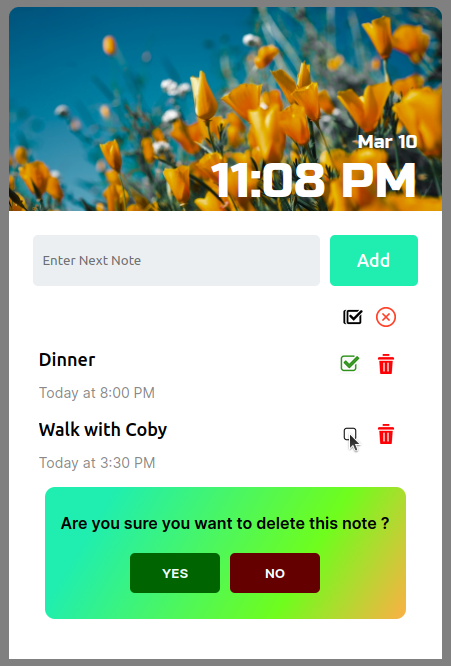 Mar 10
11:08 PM
Enter Next Note
Add
Dinner
Today at 8:00 PM
Walk with Coby
Today at 3:30 PM
Are you sure you want to delete this note ?
YES
NO